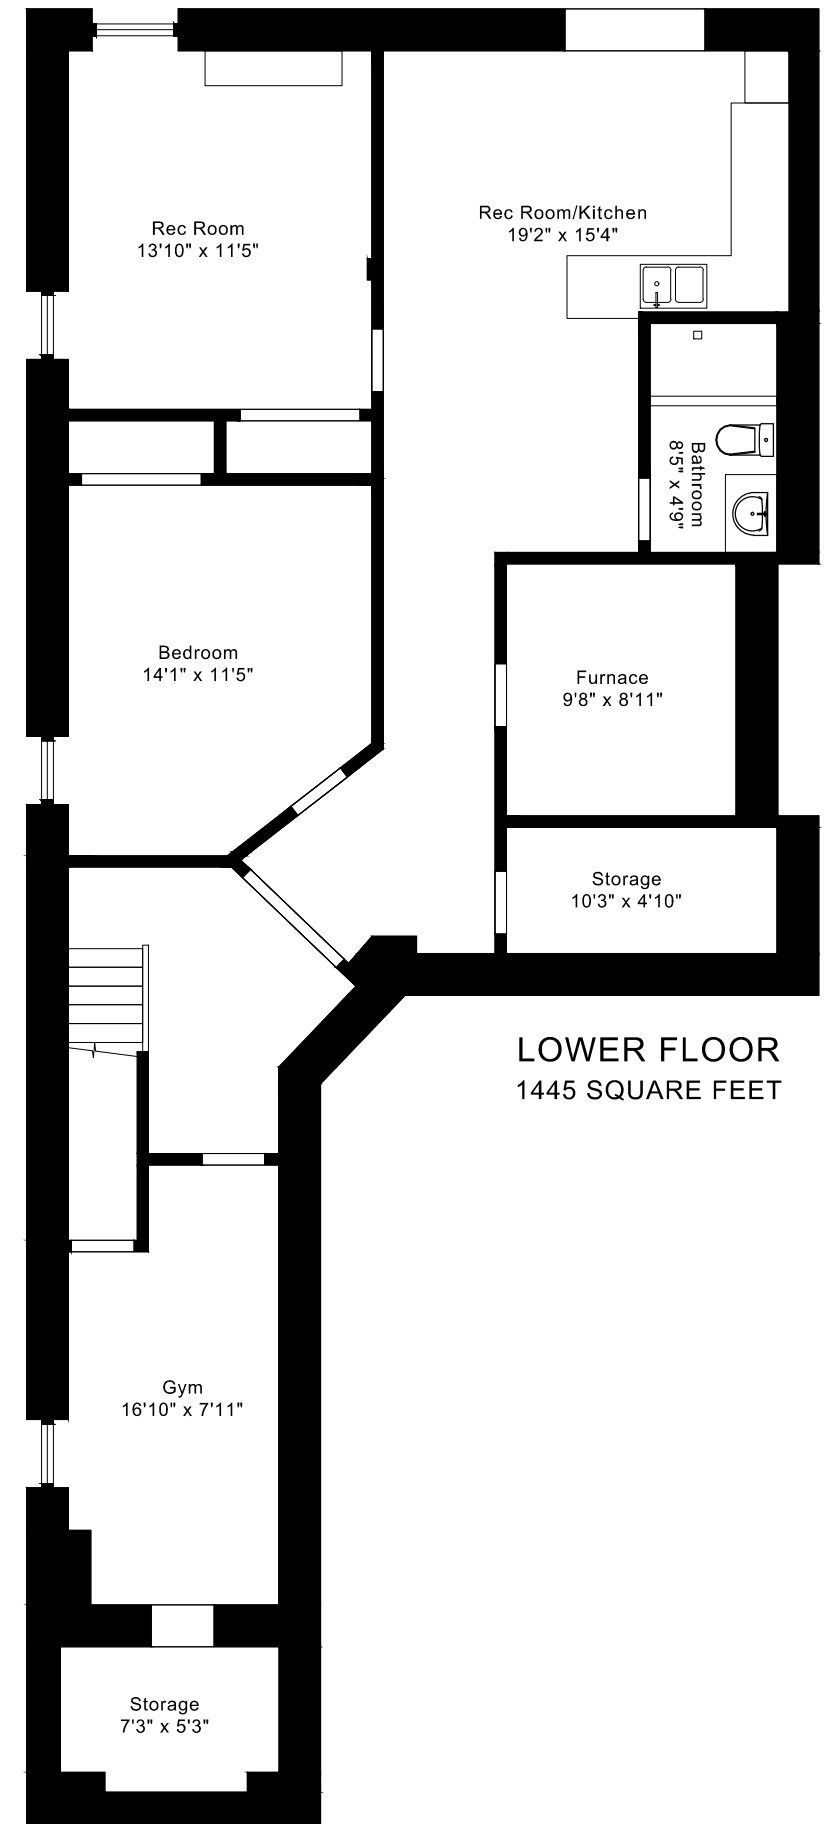 Rec Room
13'10" x 11'5"
Rec Room/Kitchen
19'2" x 15'4"
Bathroom
8'5" x 4'9"
Bedroom
14'1" x 11'5"
Furnace
9'8" x 8'11"
Storage
10'3" x 4'10"
LOWER FLOOR
1445 SQUARE FEET
Gym
16'10" x 7'11"
Storage
7'3" x 5'3"